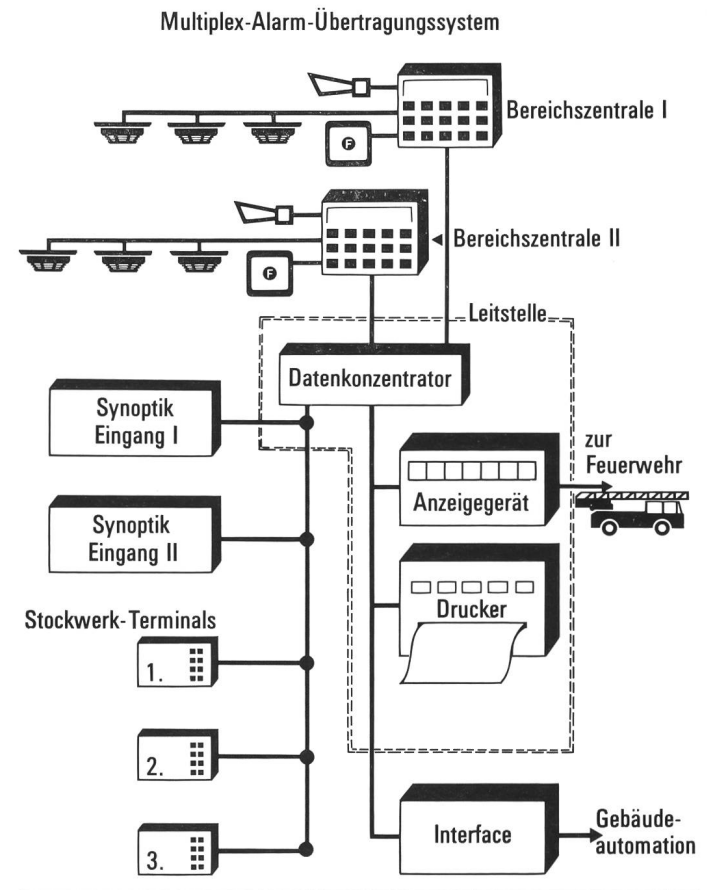 Multiplex-Alarm-Übertragungssystem
Bereichszentrale I
F
Bereichszentrale II
F
Leitstelle
Datenkonzentrator
Synoptik
Eingang I
zur
Feuerwehr
Anzeigegerät
Synoptik
Eingang II
Drucker
Stockwerk-Terminals
1.
2.
3.
Interface
Gebäude-
automation